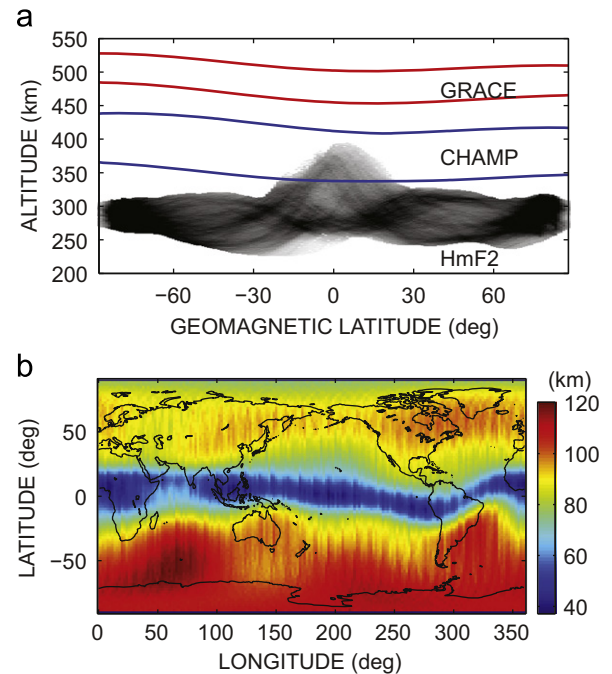 a
550
500
450
400
350
300
250
200
ALTITUDE (km)
GRACE
CHAMP
HmF2
−60 −30 0 30 60
GEOMAGNETIC LATITUDE (deg)
b
(km)
120
100
80
60
40
50
0
−50
LATITUDE (deg)
0 50 100 150 200 250 300 350
LONGITUDE (deg)